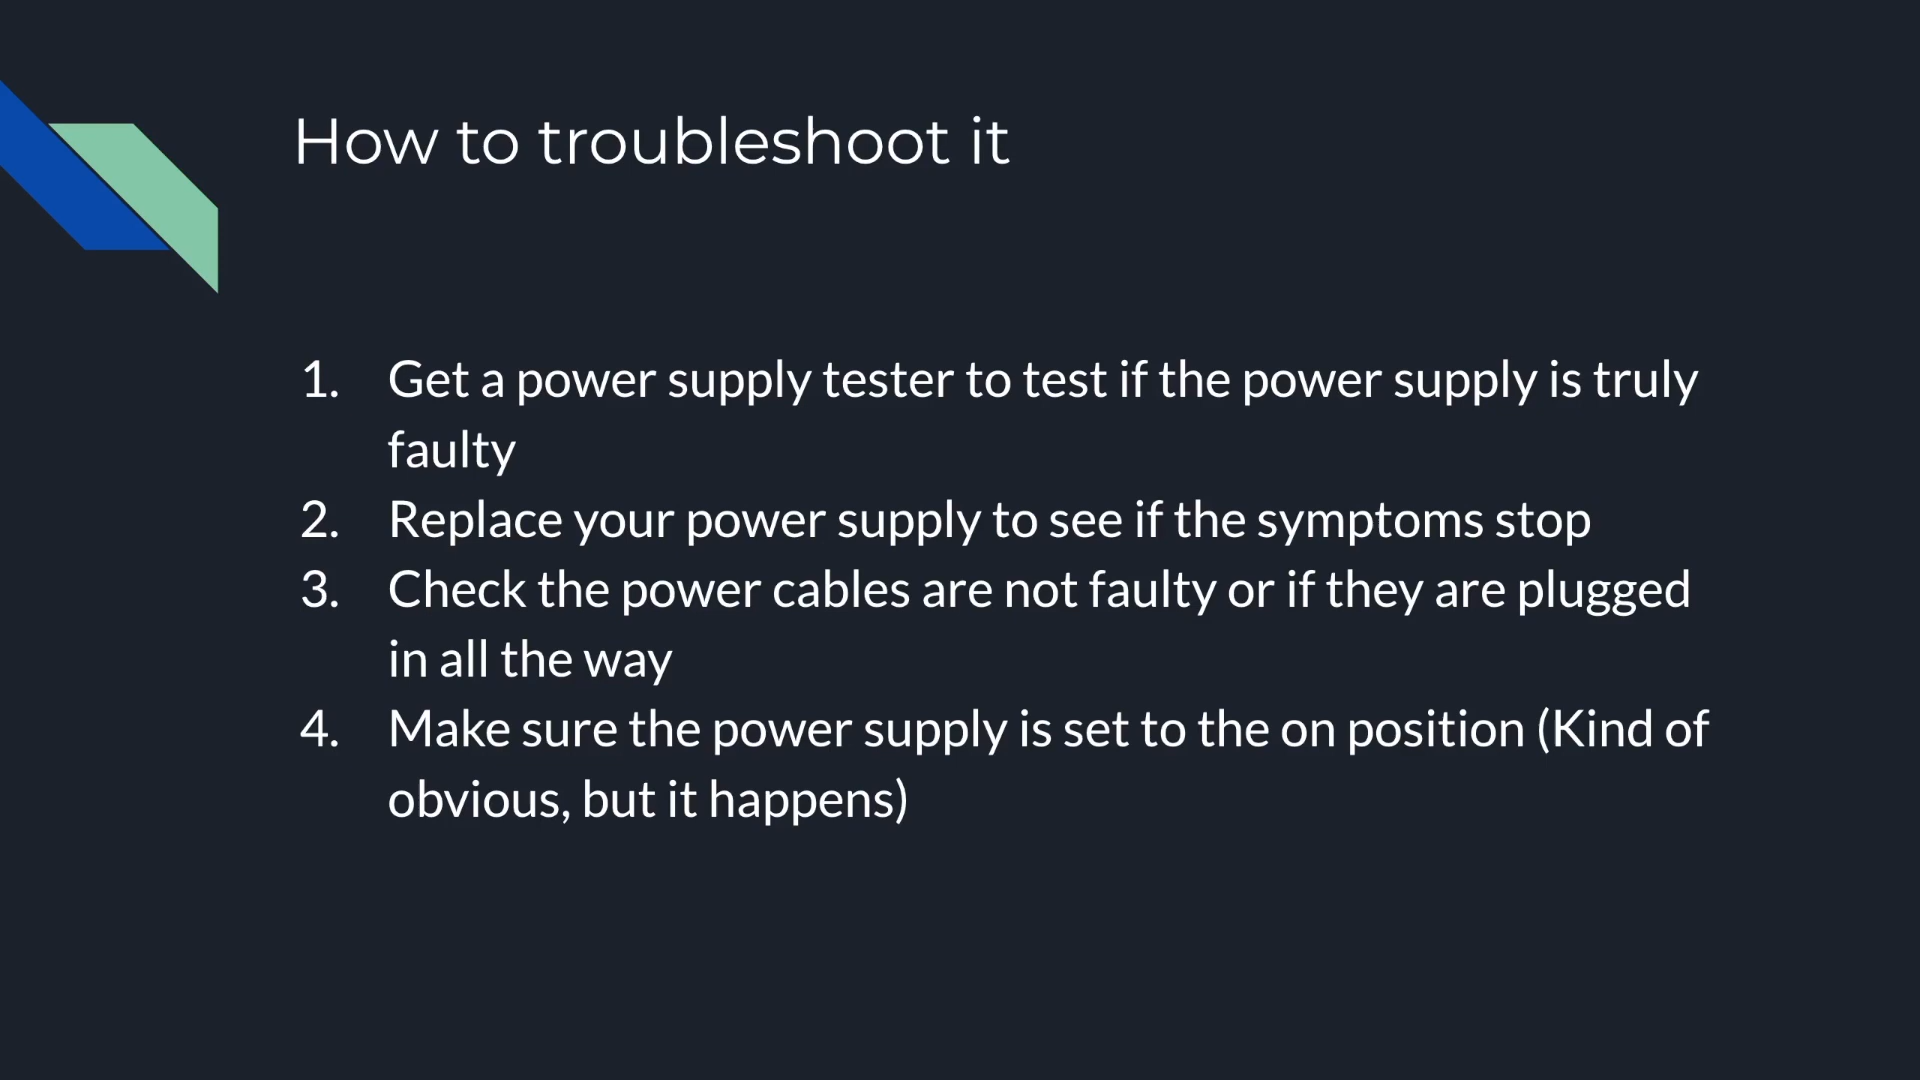 How to troubleshoot it
1. Get a power supply tester to test if the power supply is truly
faulty
2. Replace your power supply to see if the symptoms stop
3. Check the power cables are not faulty or if they are plugged
in all the way
4. Make sure the power supply is set to the on position (Kind of
obvious, but it happens)